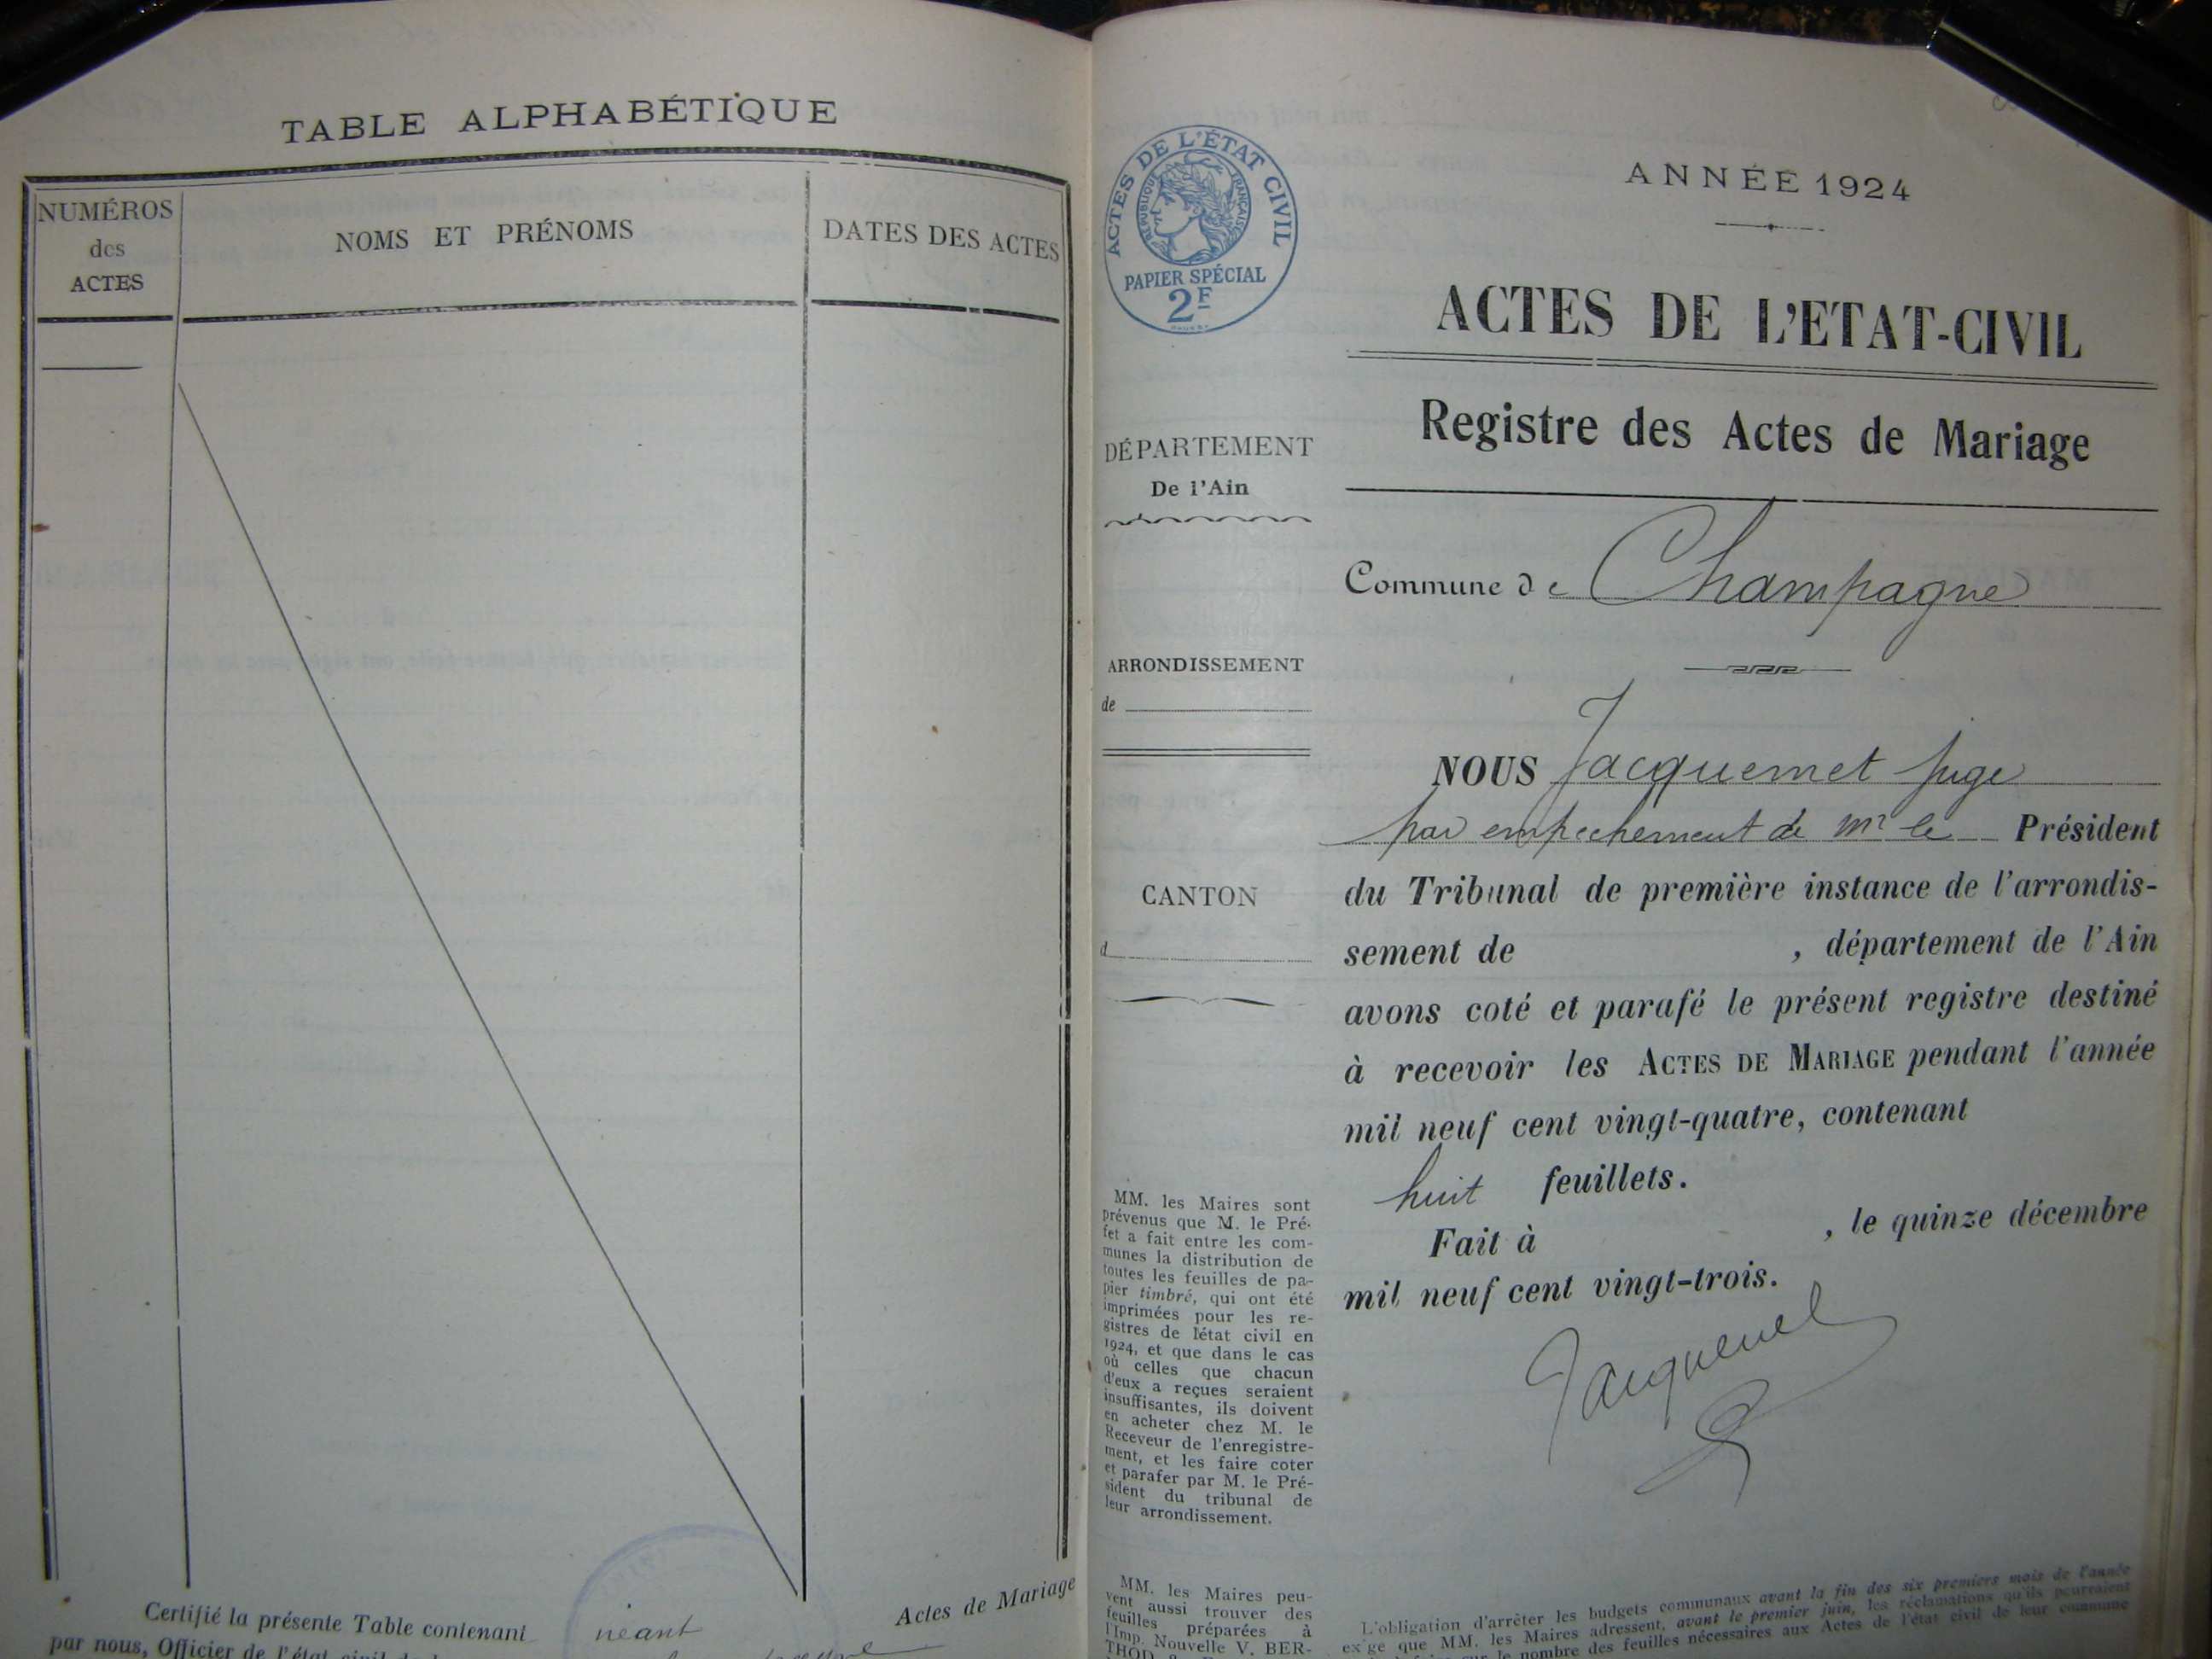 TABLE ALPHABÉTIQUE
NUMÉROS
des
ACTES
NOMS ET PRÉNOMS
DATES DES ACTES
Certifié la présente Table contenant néant Actes de Mariage
par nous, Officier de l'état civil
ACTES DE L'ÉTAT CIVIL
RÉPUBLIQUE FRANÇAISE
PAPIER SPÉCIAL
2F
DÉPARTEMENT
De l'Ain
ARRONDISSEMENT
de
CANTON
d
MM. les Maires sont
prévenus que M. le Pré-
fet a fait entre les com-
munes la distribution de
toutes les feuilles de pa-
pier timbré, qui ont été
imprimées pour les re-
gistres de l'état civil en
1924, et que dans le cas
où celles que chacun
d'eux a reçues seraient
insuffisantes, ils doivent
en acheter chez M. le
Receveur de l'enregistre-
ment, et les faire coter
et parafer par M. le Pré-
sident du tribunal de
leur arrondissement.
MM. les Maires peu-
vent aussi trouver des
feuilles préparées à
l'Imp. Nouvelle V. BER-
THOD
ANNÉE 1924
ACTES DE L'ETAT-CIVIL
Registre des Actes de Mariage
Commune de Champagne
NOUS Jacquemet juge
par empechement de Mr le Président
du Tribunal de première instance de l'arrondis-
sement de , département de l'Ain
avons coté et parafé le présent registre destiné
à recevoir les ACTES DE MARIAGE pendant l'année
mil neuf cent vingt-quatre, contenant
huit feuillets.
Fait à , le quinze décembre
mil neuf cent vingt-trois.
Jacquemet
L'obligation d'arrêter les budgets communaux avant la fin des six premiers mois de l'année
exige que MM. les Maires adressent, avant le premier juin, les réclamations qu'ils pourraient
sur le nombre des feuilles nécessaires aux Actes de l'état civil de leur commune